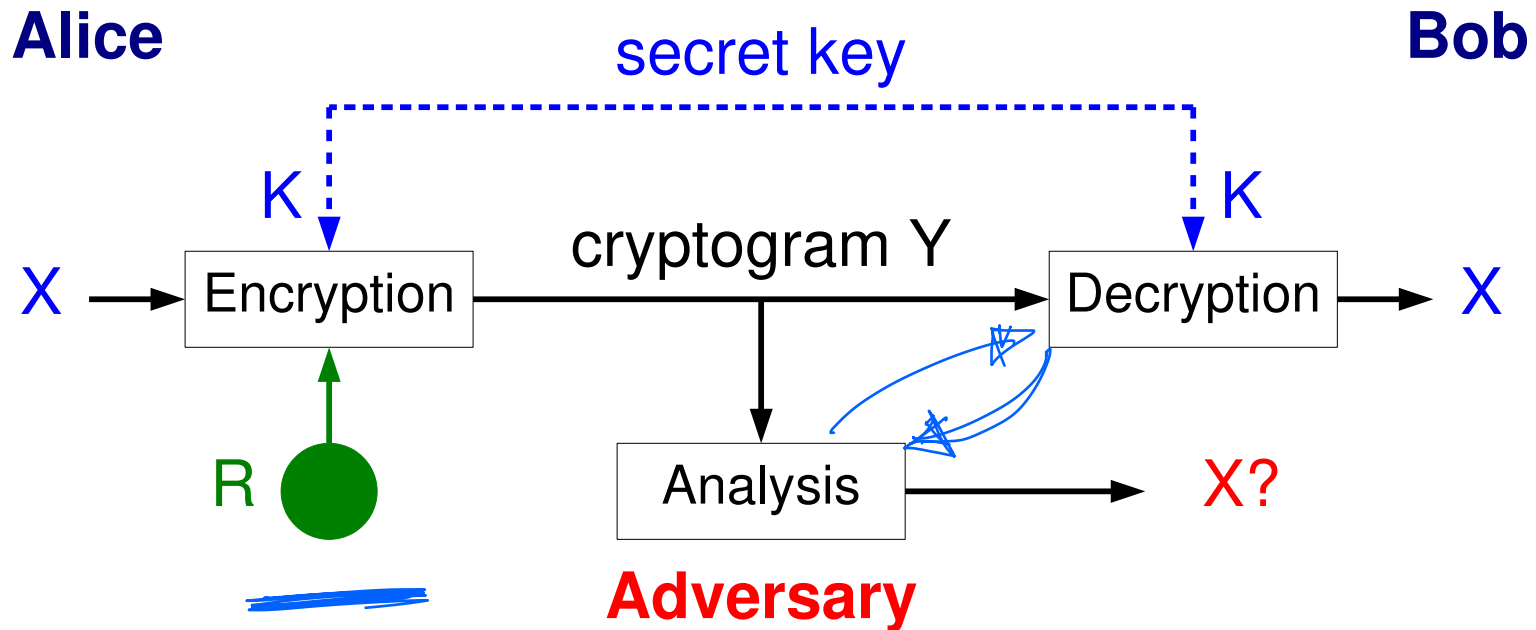 Alice
Bob
secret key
K
K
cryptogram Y
X
Encryption
Decryption
X
R
Analysis
X?
Adversary